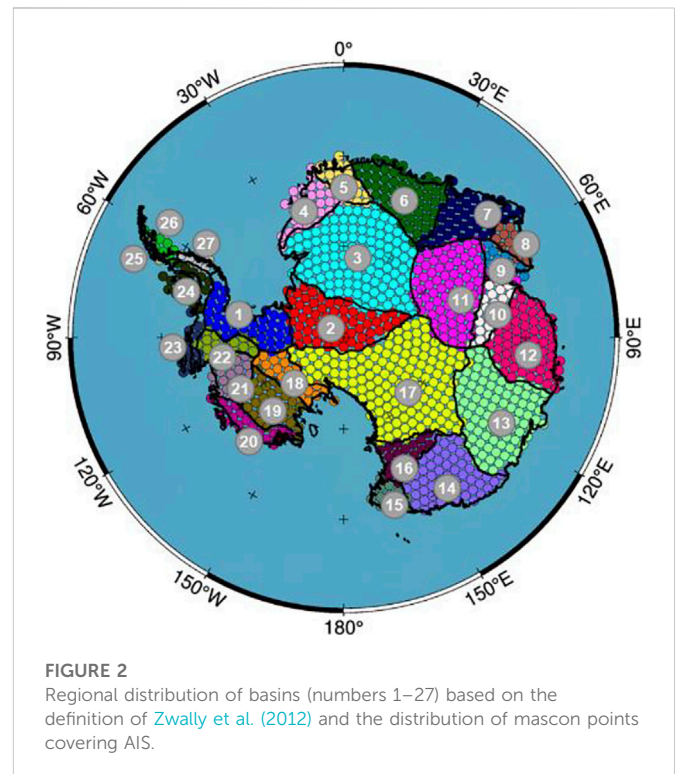 0°
30°W
30°E
60°W
60°E
5
6
4
7
26
8
27
25
3
9
24
11
1
10
2
90°W
90°E
23
22
12
18
21
17
19
13
20
16
14
15
120°W
120°E
150°W
150°E
180°
FIGURE 2
Regional distribution of basins (numbers 1–27) based on the
definition of Zwally et al. (2012) and the distribution of mascon points
covering AIS.